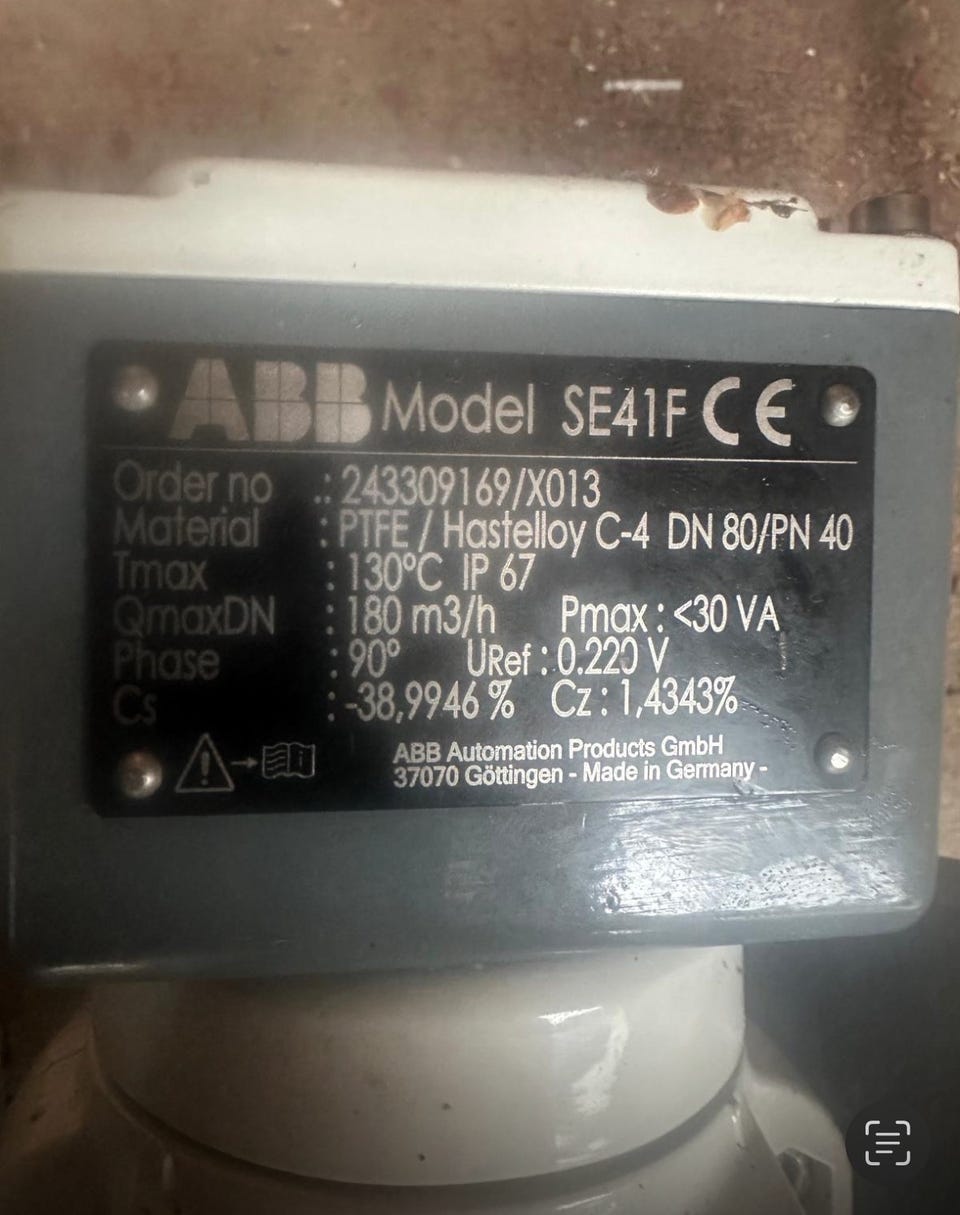 ABB Model SE41F CE
Order no .: 243309169/X013
Material : PTFE / Hastelloy C-4 DN 80/PN 40
Tmax : 130°C IP 67
QmaxDN : 180 m3/h Pmax : <30 VA
Phase : 90° URef : 0.220 V
Cs : -38,9946 % Cz : 1,4343%
ABB Automation Products GmbH
37070 Göttingen - Made in Germany -